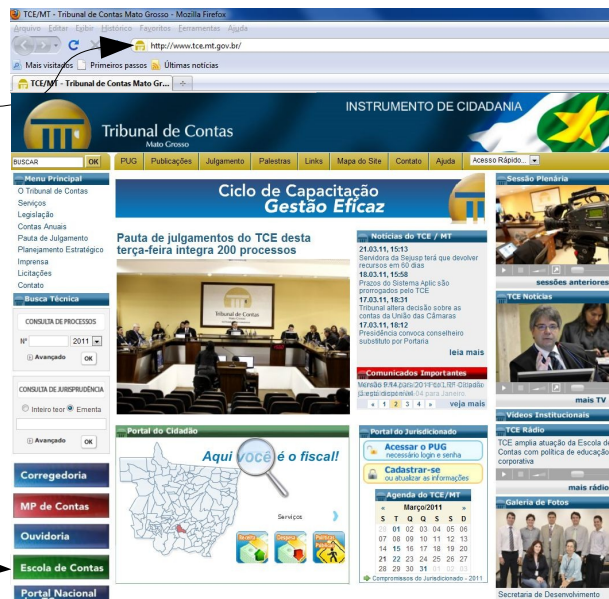 TCE/MT - Tribunal de Contas Mato Grosso - Mozilla Firefox
Arquivo Editar Exibir Histórico Favoritos Ferramentas Ajuda
http://www.tce.mt.gov.br/
Mais visitados Primeiros passos Últimas notícias
TCE/MT - Tribunal de Contas Mato Gr...
INSTRUMENTO DE CIDADANIA
Tribunal de Contas
Mato Grosso
BUSCAR OK PUG Publicações Julgamento Palestras Links Mapa do Site Contato Ajuda Acesso Rápido...
Menu Principal
O Tribunal de Contas
Serviços
Legislação
Contas Anuais
Pauta de Julgamento
Planejamento Estratégico
Imprensa
Licitações
Contato
Busca Técnica
CONSULTA DE PROCESSOS
Nº 2011
Avançado OK
CONSULTA DE JURISPRUDÊNCIA
Inteiro teor Ementa
Avançado OK
Corregedoria
MP de Contas
Ouvidoria
Escola de Contas
Portal Nacional
Ciclo de Capacitação
Gestão Eficaz
Pauta de julgamentos do TCE desta
terça-feira integra 200 processos
Tribunal de Contas
Notícias do TCE / MT
21.03.11, 15:13
Servidora da Sejusp terá que devolver
recursos em 60 dias
18.03.11, 15:58
Prazos do Sistema Aplic são
prorrogados pelo TCE
17.03.11, 18:31
Tribunal altera decisão sobre as
contas da União das Câmaras
17.03.11, 18:12
Presidência convoca conselheiro
substituto por Portaria
leia mais
Comunicados Importantes
« 1 2 3 4 » veja mais
Portal do Cidadão
Aqui você é o fiscal!
Serviços
Receita Despesa Políticas Públicas
Portal do Jurisdicionado
Acessar o PUG
necessário login e senha
Cadastrar-se
ou atualizar as informações
Agenda do TCE/MT
« Março/2011 »
S T Q Q S S D
01 02 03 04 05 06
07 08 09 10 11 12 13
14 15 16 17 18 19 20
21 22 23 24 25 26 27
28 29 30 31 01 02 03
Compromissos do Jurisdicionado - 2011
Sessão Plenária
sessões anteriores
TCE Notícias
mais TV
Vídeos Institucionais
TCE Rádio
TCE amplia atuação da Escola de
Contas com política de educação
corporativa
mais rádio
Galeria de Fotos
Secretaria de Desenvolvimento